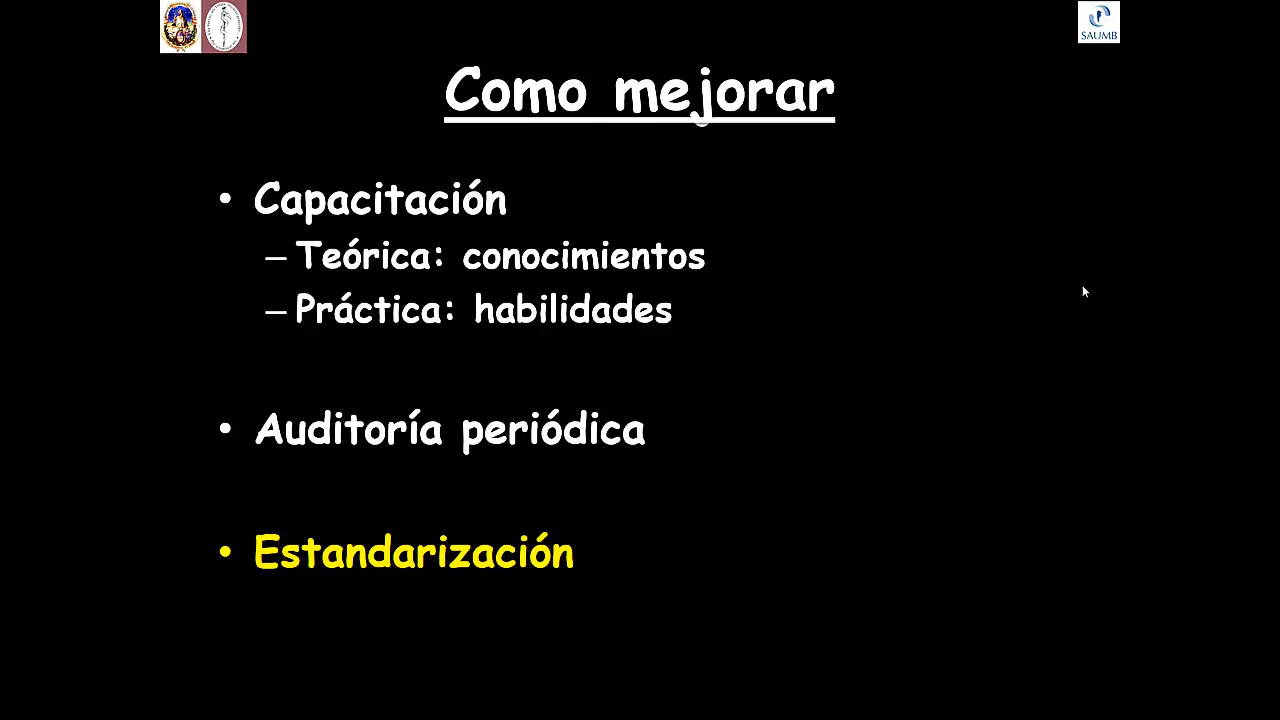 SAUMB
Como mejorar
• Capacitación
– Teórica: conocimientos
– Práctica: habilidades
• Auditoría periódica
• Estandarización